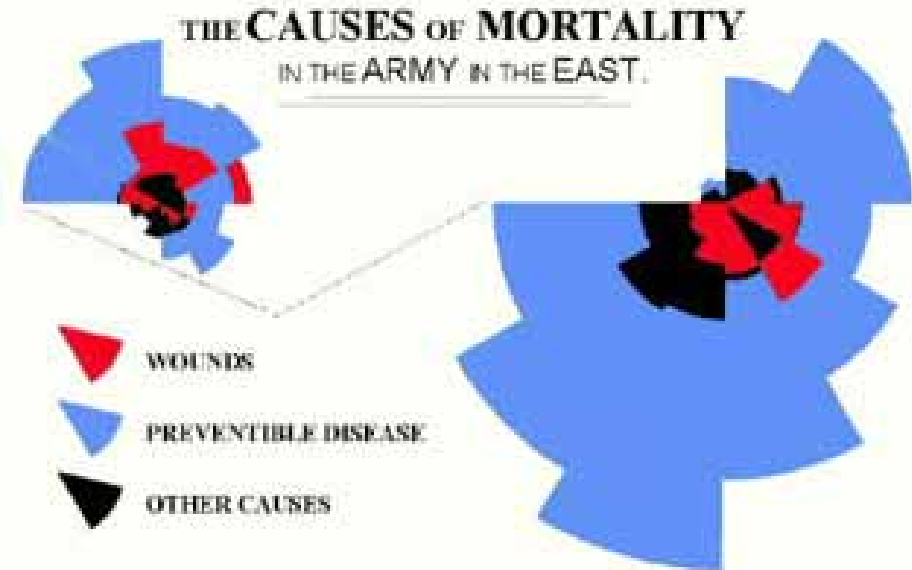 THE CAUSES OF MORTALITY
IN THE ARMY IN THE EAST.
WOUNDS
PREVENTIBLE DISEASE
OTHER CAUSES